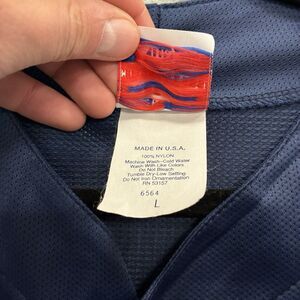 MADE IN U.S.A.
100% NYLON
Machine Wash-Cold Water
Wash With Like Colors
Do Not Bleach
Tumble Dry-Low Setting
Do Not Iron Ornamentation
RN 53157
6564
L